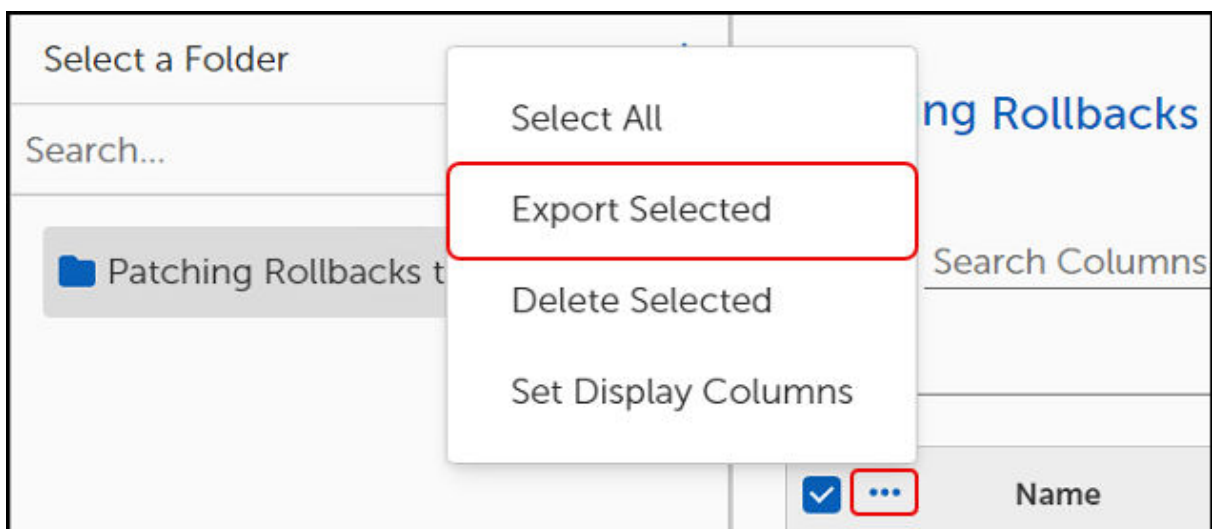 Select a Folder
Search...
Patching Rollbacks t
Select All
Export Selected
Delete Selected
Set Display Columns
ng Rollbacks
Search Columns
Name